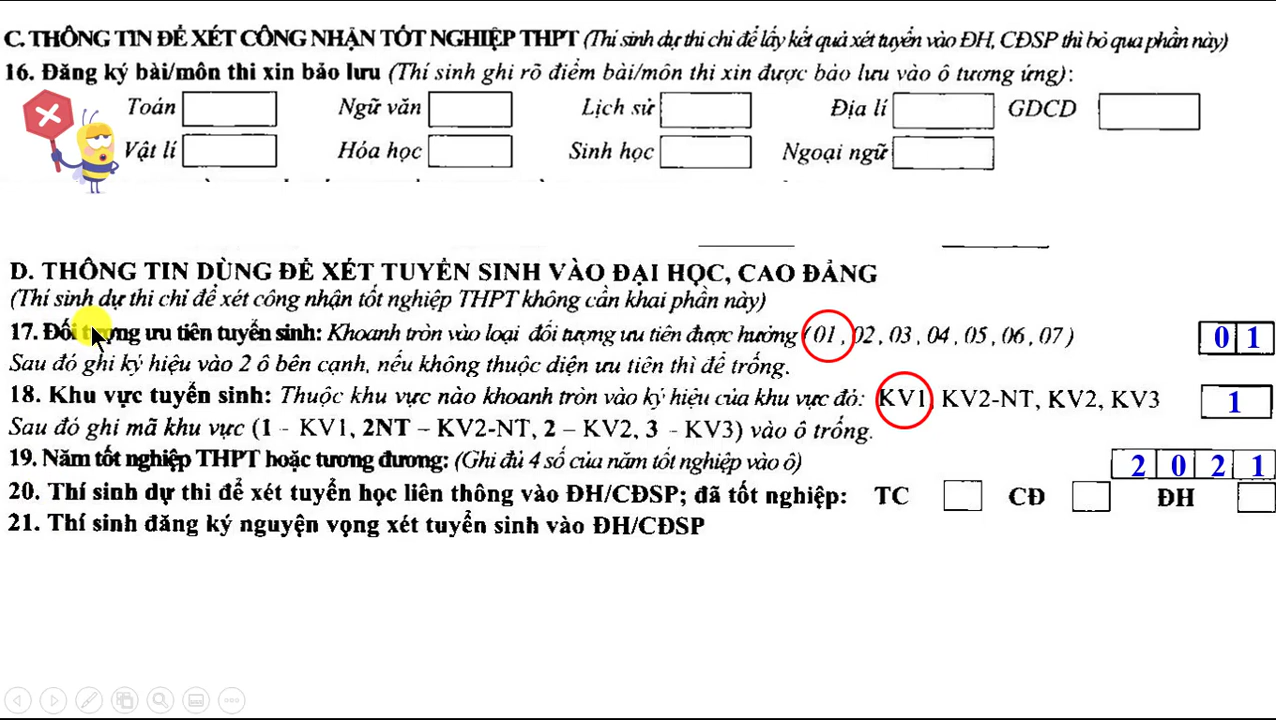 C. THÔNG TIN ĐỂ XÉT CÔNG NHẬN TỐT NGHIỆP THPT (Thí sinh dự thi chỉ để lấy kết quả xét tuyển vào ĐH, CĐSP thì bỏ qua phần này)
16. Đăng ký bài/môn thi xin bảo lưu (Thí sinh ghi rõ điểm bài/môn thi xin được bảo lưu vào ô tương ứng):
Toán Ngữ văn Lịch sử Địa lí GDCD
Vật lí Hóa học Sinh học Ngoại ngữ
D. THÔNG TIN DÙNG ĐỂ XÉT TUYỂN SINH VÀO ĐẠI HỌC, CAO ĐẲNG
(Thí sinh dự thi chỉ để xét công nhận tốt nghiệp THPT không cần khai phần này)
17. Đối tượng ưu tiên tuyển sinh: Khoanh tròn vào loại đối tượng ưu tiên được hưởng (01, 02, 03, 04, 05, 06, 07) 0 1
Sau đó ghi ký hiệu vào 2 ô bên cạnh, nếu không thuộc diện ưu tiên thì để trống.
18. Khu vực tuyển sinh: Thuộc khu vực nào khoanh tròn vào ký hiệu của khu vực đó: KV1, KV2-NT, KV2, KV3 1
Sau đó ghi mã khu vực (1 - KV1, 2NT - KV2-NT, 2 - KV2, 3 - KV3) vào ô trống.
19. Năm tốt nghiệp THPT hoặc tương đương: (Ghi đủ 4 số của năm tốt nghiệp vào ô) 2 0 2 1
20. Thí sinh dự thi để xét tuyển học liên thông vào ĐH/CĐSP; đã tốt nghiệp: TC CĐ ĐH
21. Thí sinh đăng ký nguyện vọng xét tuyển sinh vào ĐH/CĐSP